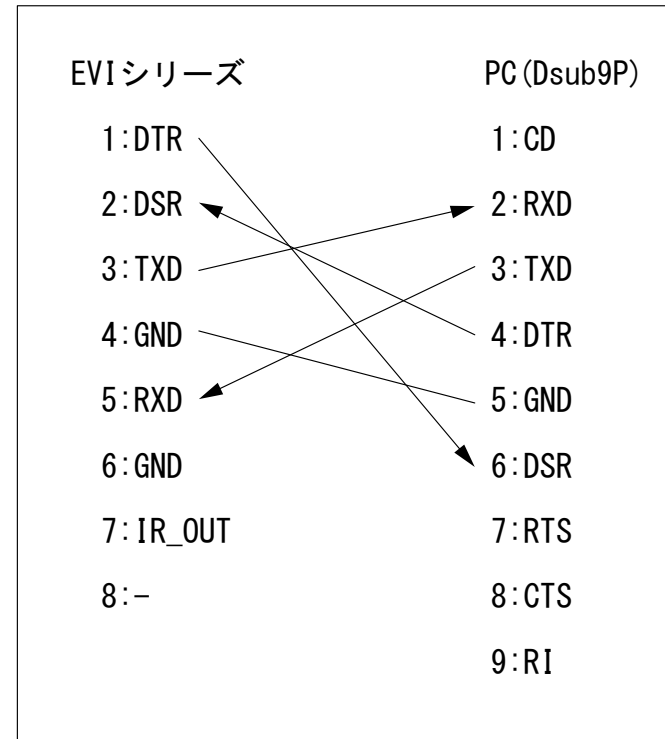 EVIシリーズ PC(Dsub9P)
1:DTR 1:CD
2:DSR 2:RXD
3:TXD 3:TXD
4:GND 4:DTR
5:RXD 5:GND
6:GND 6:DSR
7:IR_OUT 7:RTS
8:− 8:CTS
9:RI